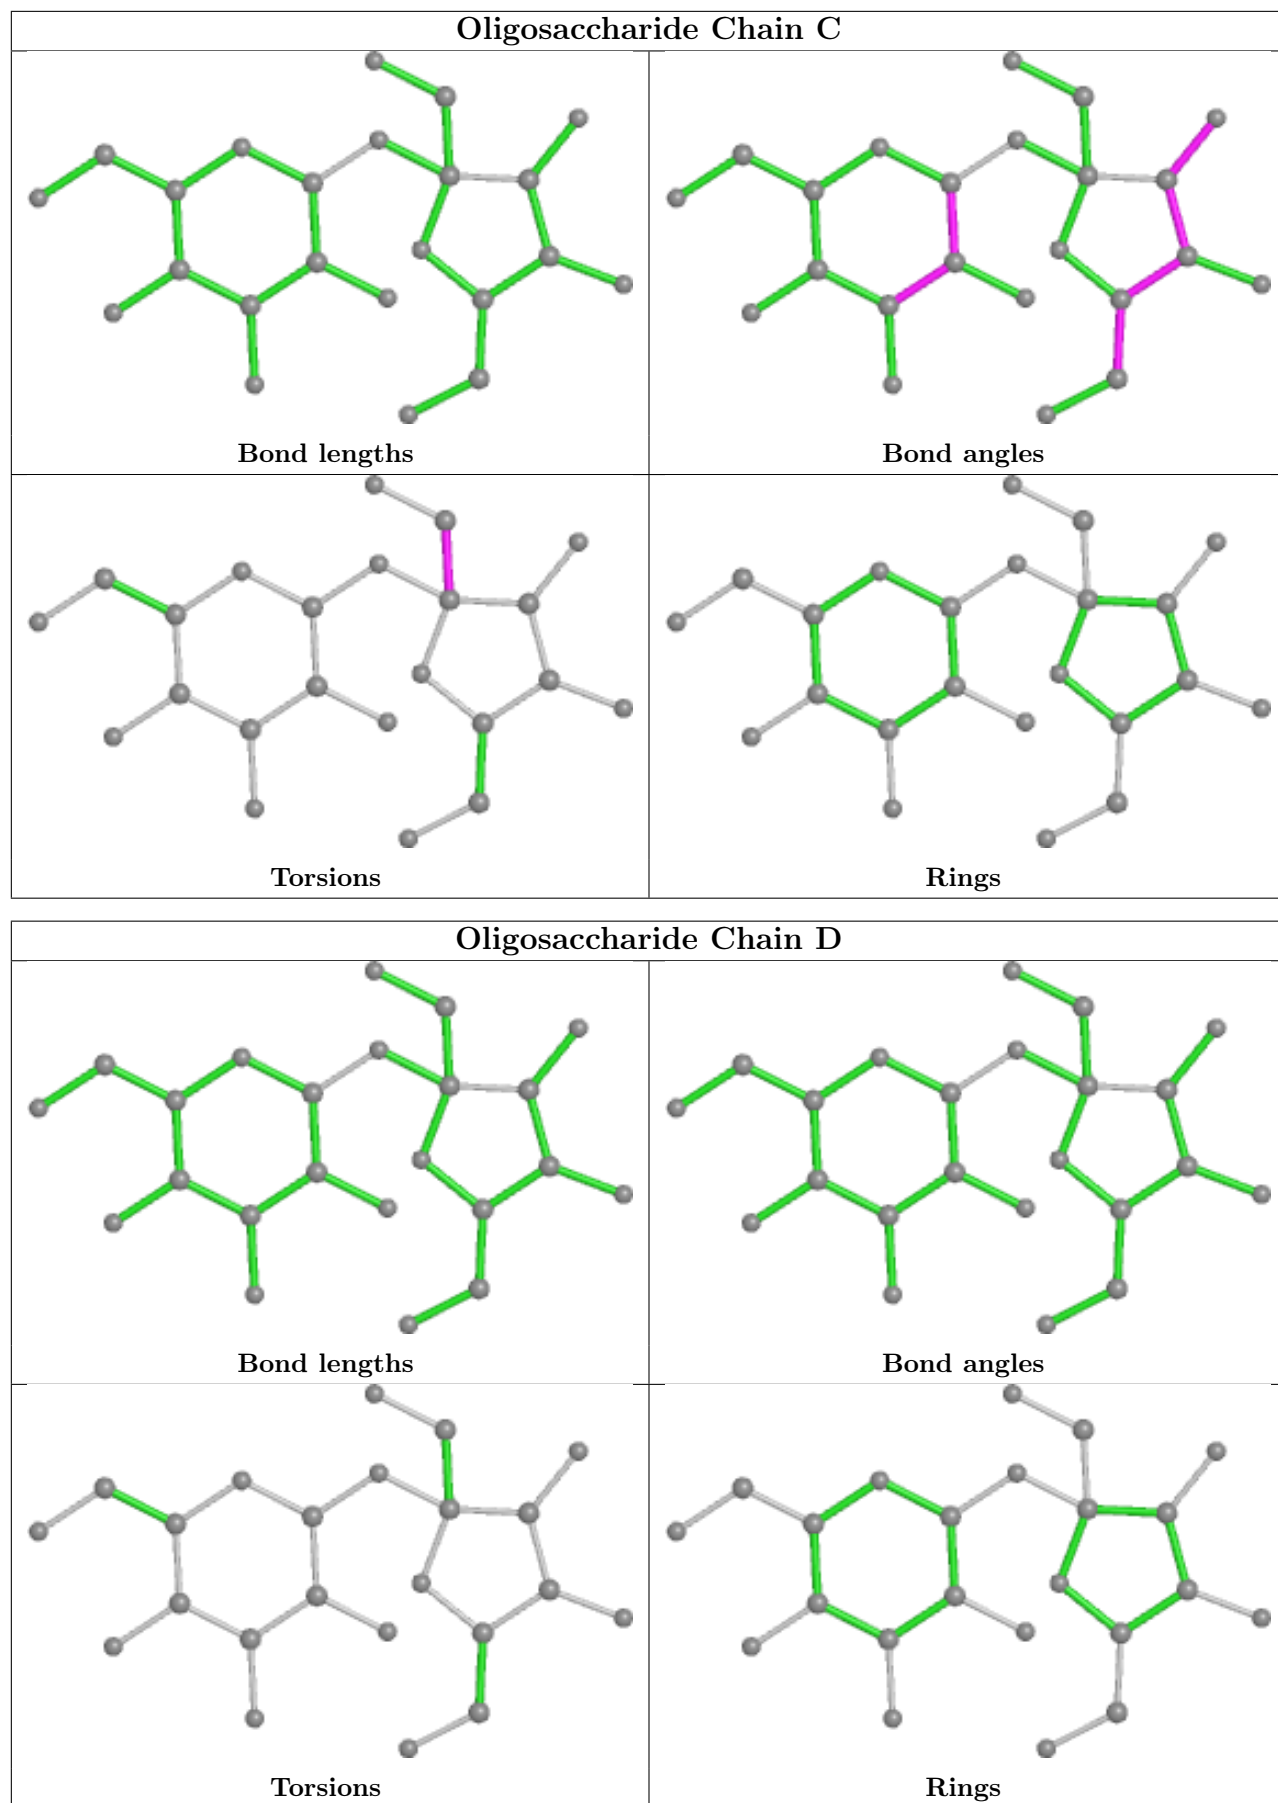 Oligosaccharide Chain C
Bond lengths
Bond angles
Torsions
Rings
Oligosaccharide Chain D
Bond lengths
Bond angles
Torsions
Rings